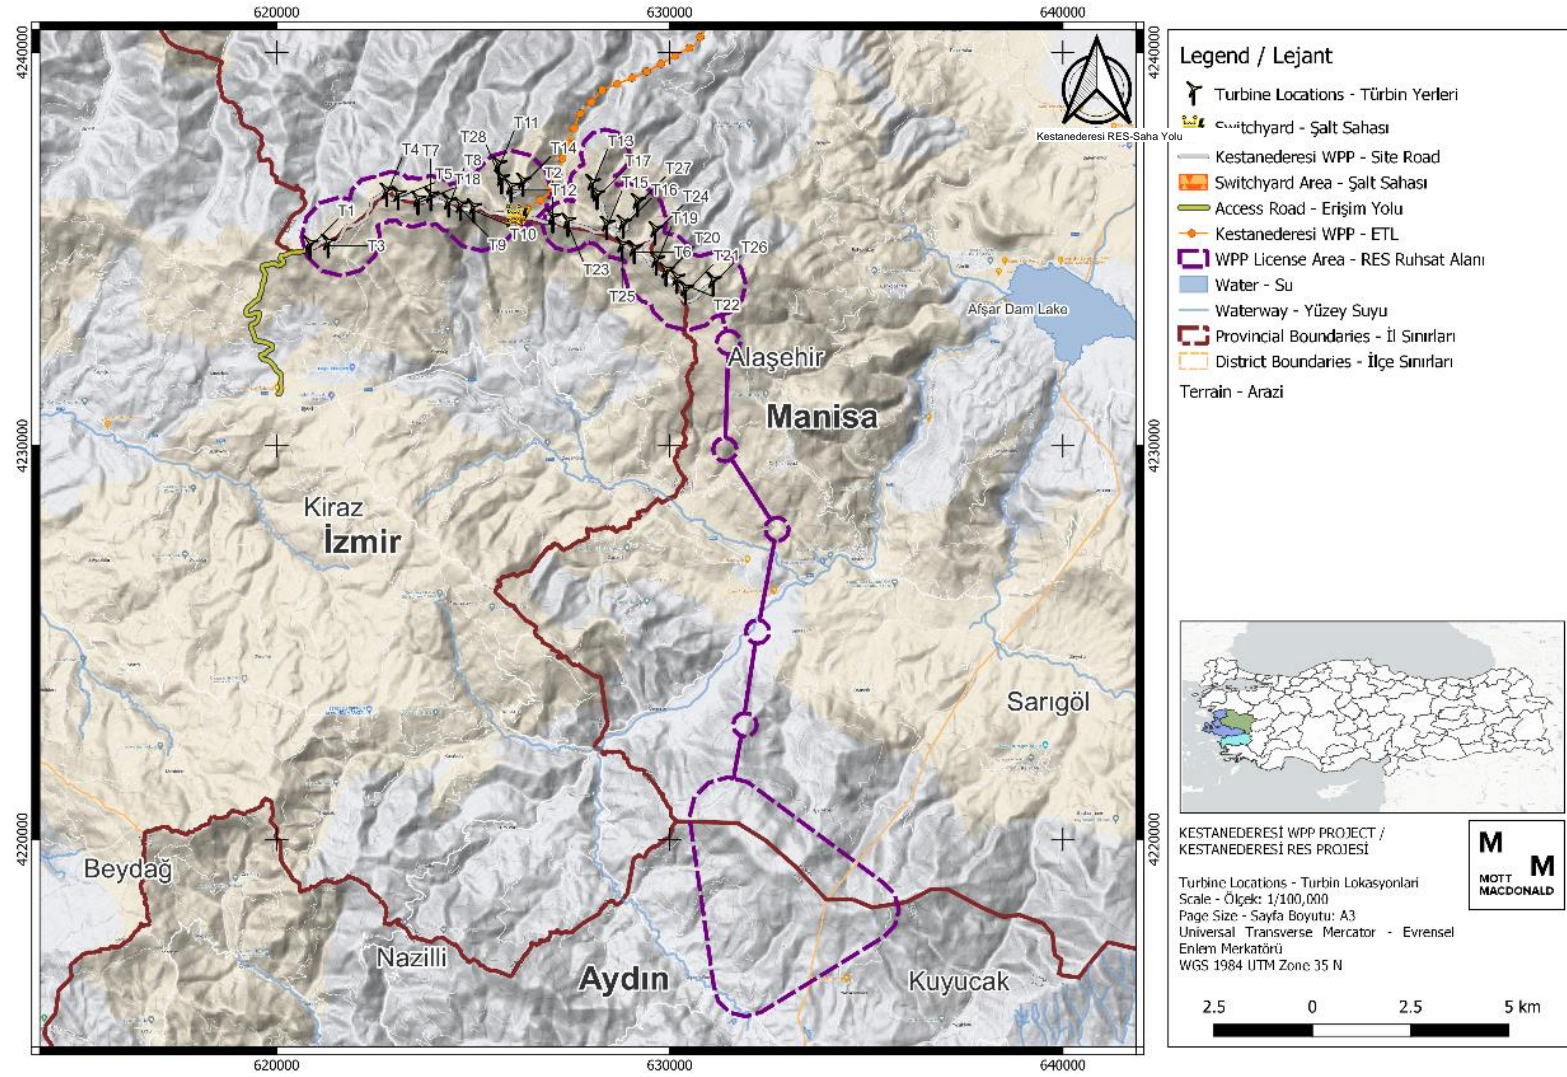 620000
630000
640000
4240000
4240000
Kestanederesi RES-Saha Yolu
T11
T28
T13
T14
T4
T7
T8
T17
T27
T5
T2
T18
T12
T15
T16
T24
T1
T19
T3
T9
T10
T20
T26
T23
T6
T21
T25
T22
Afşar Dam Lake
Alaşehir
Manisa
4230000
4230000
Kiraz
İzmir
Sarıgöl
4220000
4220000
Beydağ
Nazilli
Aydın
Kuyucak
620000
630000
640000
Legend / Lejant
Turbine Locations - Türbin Yerleri
Switchyard - Şalt Sahası
Kestanederesi WPP - Site Road
Switchyard Area - Şalt Sahası
Access Road - Erişim Yolu
Kestanederesi WPP - ETL
WPP License Area - RES Ruhsat Alanı
Water - Su
Waterway - Yüzey Suyu
Provincial Boundaries - İl Sınırları
District Boundaries - İlçe Sınırları
Terrain - Arazi
KESTANEDERESİ WPP PROJECT /
KESTANEDERESİ RES PROJESİ
Turbine Locations - Turbin Lokasyonlari
Scale - Ölçek: 1/100,000
Page Size - Sayfa Boyutu: A3
Universal Transverse Mercator - Evrensel
Enlem Merkatörü
WGS 1984 UTM Zone 35 N
M
M
MOTT
MACDONALD
2.5 0 2.5 5 km